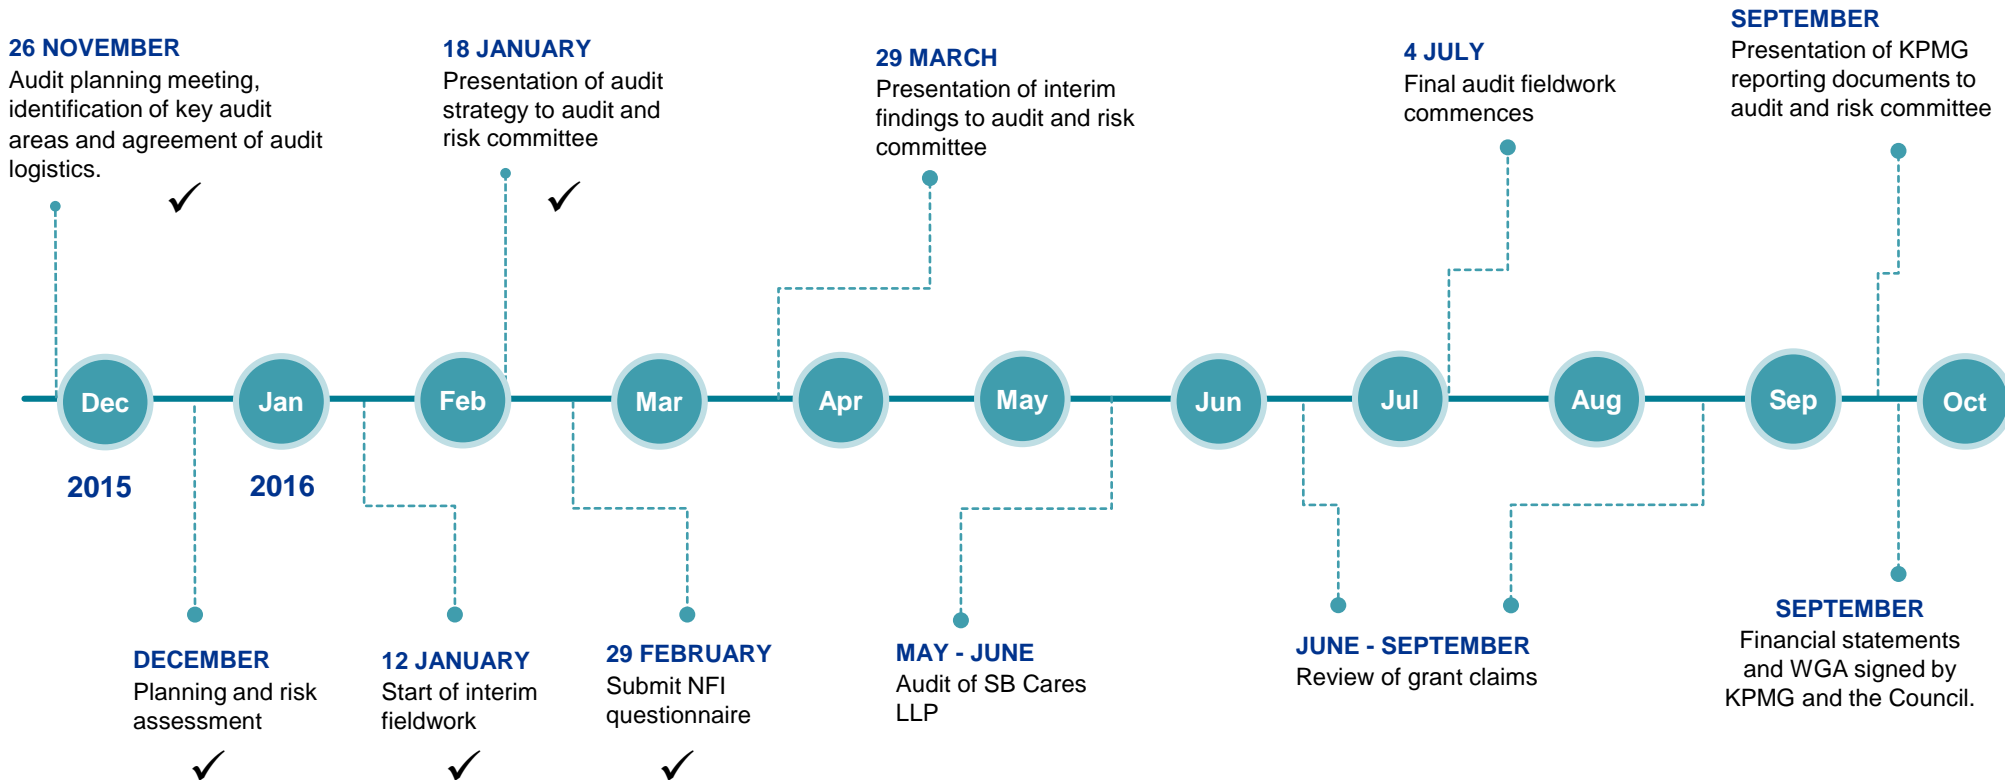 26 NOVEMBER
Audit planning meeting,
identification of key audit
areas and agreement of audit
logistics.
✓
18 JANUARY
Presentation of audit
strategy to audit and
risk committee
✓
29 MARCH
Presentation of interim
findings to audit and risk
committee
4 JULY
Final audit fieldwork
commences
SEPTEMBER
Presentation of KPMG
reporting documents to
audit and risk committee
Dec
Jan
Feb
Mar
Apr
May
Jun
Jul
Aug
Sep
Oct
2015
2016
DECEMBER
Planning and risk
assessment
✓
12 JANUARY
Start of interim
fieldwork
✓
29 FEBRUARY
Submit NFI
questionnaire
✓
MAY - JUNE
Audit of SB Cares
LLP
JUNE - SEPTEMBER
Review of grant claims
SEPTEMBER
Financial statements
and WGA signed by
KPMG and the Council.